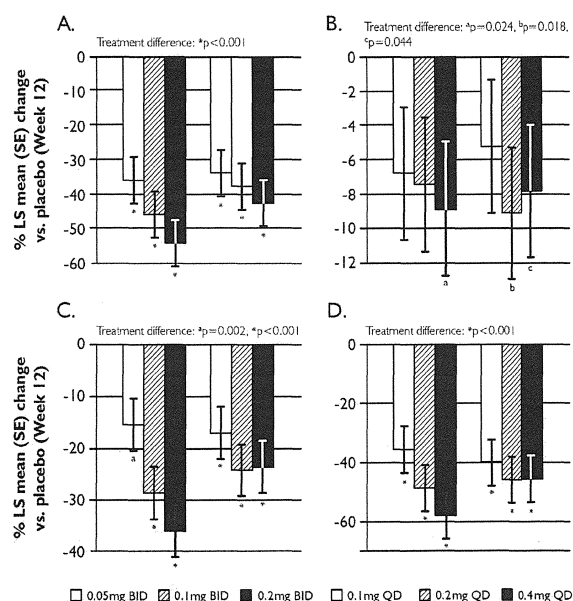 A.
Treatment difference: *p<0.001
% LS mean (SE) change
vs. placebo (Week 12)
0
-10
-20
-30
-40
-50
-60
*
*
*
*
*
*
B.
Treatment difference: ᵃp=0.024, ᵇp=0.018,
ᶜp=0.044
0
-2
-4
-6
-8
-10
-12
a
b
c
C.
Treatment difference: ᵃp=0.002, *p<0.001
% LS mean (SE) change
vs. placebo (Week 12)
0
-10
-20
-30
-40
a
*
*
*
*
*
D.
Treatment difference: *p<0.001
0
-20
-40
-60
*
*
*
*
*
*
0.05mg BID 0.1mg BID 0.2mg BID 0.1mg QD 0.2mg QD 0.4mg QD